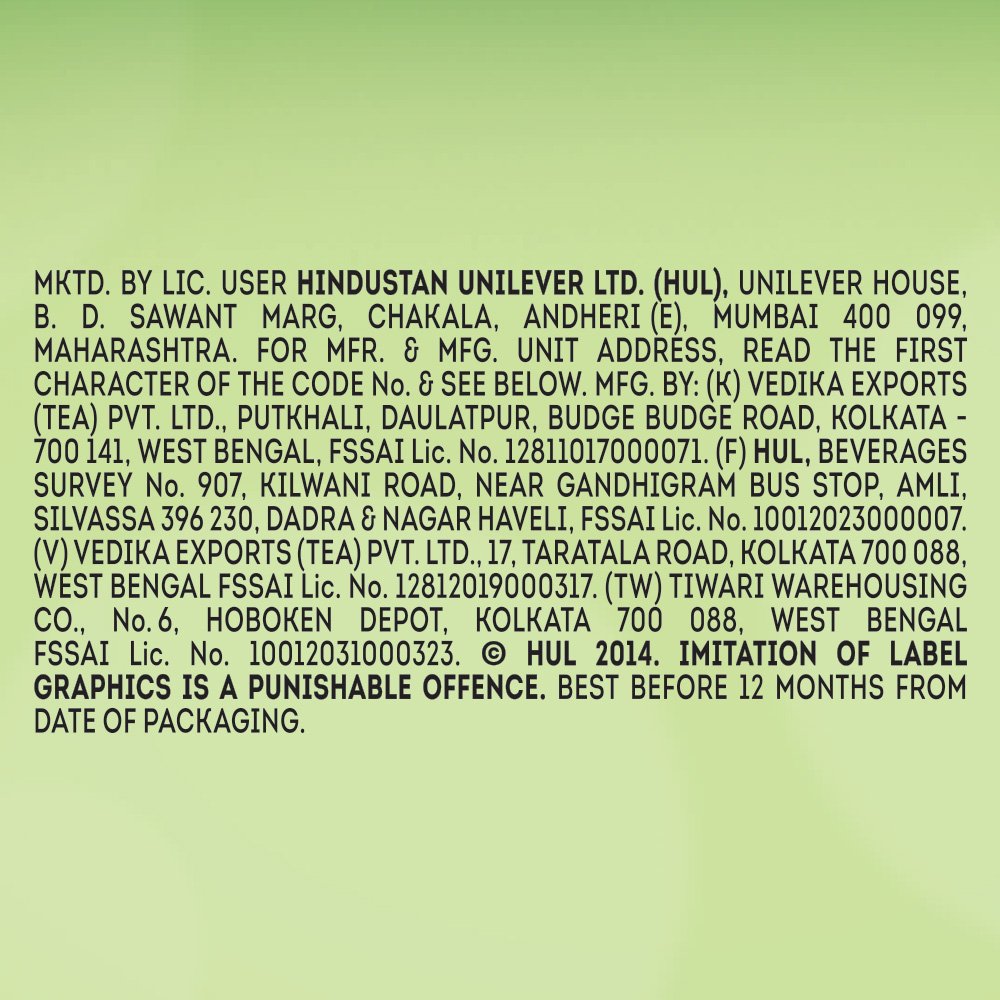 MKTD. BY LIC. USER HINDUSTAN UNILEVER LTD. (HUL), UNILEVER HOUSE,
B. D. SAWANT MARG, CHAKALA, ANDHERI (E), MUMBAI 400 099,
MAHARASHTRA. FOR MFR. & MFG. UNIT ADDRESS, READ THE FIRST
CHARACTER OF THE CODE No. & SEE BELOW. MFG. BY: (K) VEDIKA EXPORTS
(TEA) PVT. LTD., PUTKHALI, DAULATPUR, BUDGE BUDGE ROAD, KOLKATA -
700 141, WEST BENGAL, FSSAI Lic. No. 12811017000071. (F) HUL, BEVERAGES
SURVEY No. 907, KILWANI ROAD, NEAR GANDHIGRAM BUS STOP, AMLI,
SILVASSA 396 230, DADRA & NAGAR HAVELI, FSSAI Lic. No. 10012023000007.
(V) VEDIKA EXPORTS (TEA) PVT. LTD., 17, TARATALA ROAD, KOLKATA 700 088,
WEST BENGAL FSSAI Lic. No. 12812019000317. (TW) TIWARI WAREHOUSING
CO., No. 6, HOBOKEN DEPOT, KOLKATA 700 088, WEST BENGAL
FSSAI Lic. No. 10012031000323. © HUL 2014. IMITATION OF LABEL
GRAPHICS IS A PUNISHABLE OFFENCE. BEST BEFORE 12 MONTHS FROM
DATE OF PACKAGING.